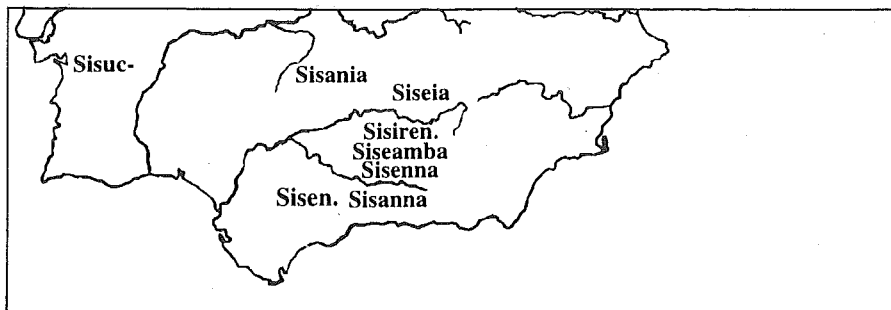 Sisuc-
Sisania
Siseia
Sisiren.
Siseamba
Sisenna
Sisen. Sisanna